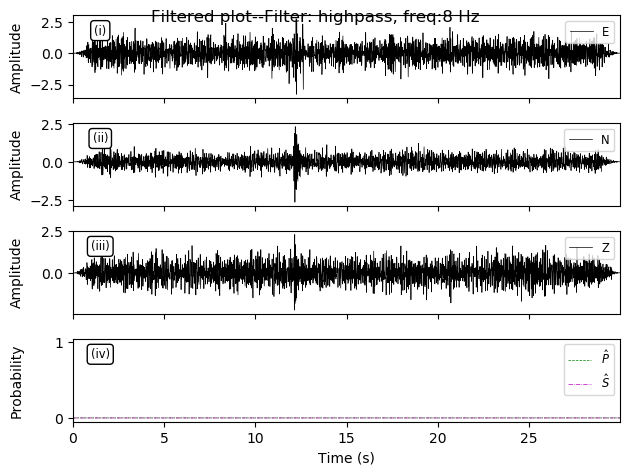 Filtered plot--Filter: highpass, freq:8 Hz
2.5
0.0
−2.5
Amplitude
(i)
E
2.5
0.0
−2.5
Amplitude
(ii)
N
2.5
0.0
Amplitude
(iii)
Z
1
0
Probability
(iv)
P̂
Ŝ
0 5 10 15 20 25
Time (s)